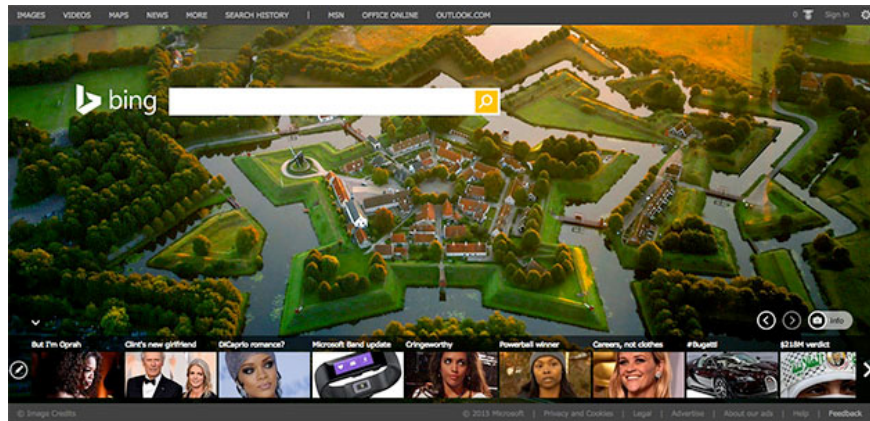 IMAGES VIDEOS MAPS NEWS MORE SEARCH HISTORY | MSN OFFICE ONLINE OUTLOOK.COM 0 Sign in
bing
info
But I'm Oprah Clint's new girlfriend DiCaprio romance? Microsoft Band update Cringeworthy Powerball winner Careers, not clothes #Bugatti $218M verdict
© Image Credits © 2015 Microsoft | Privacy and Cookies | Legal | Advertise | About our ads | Help | Feedback